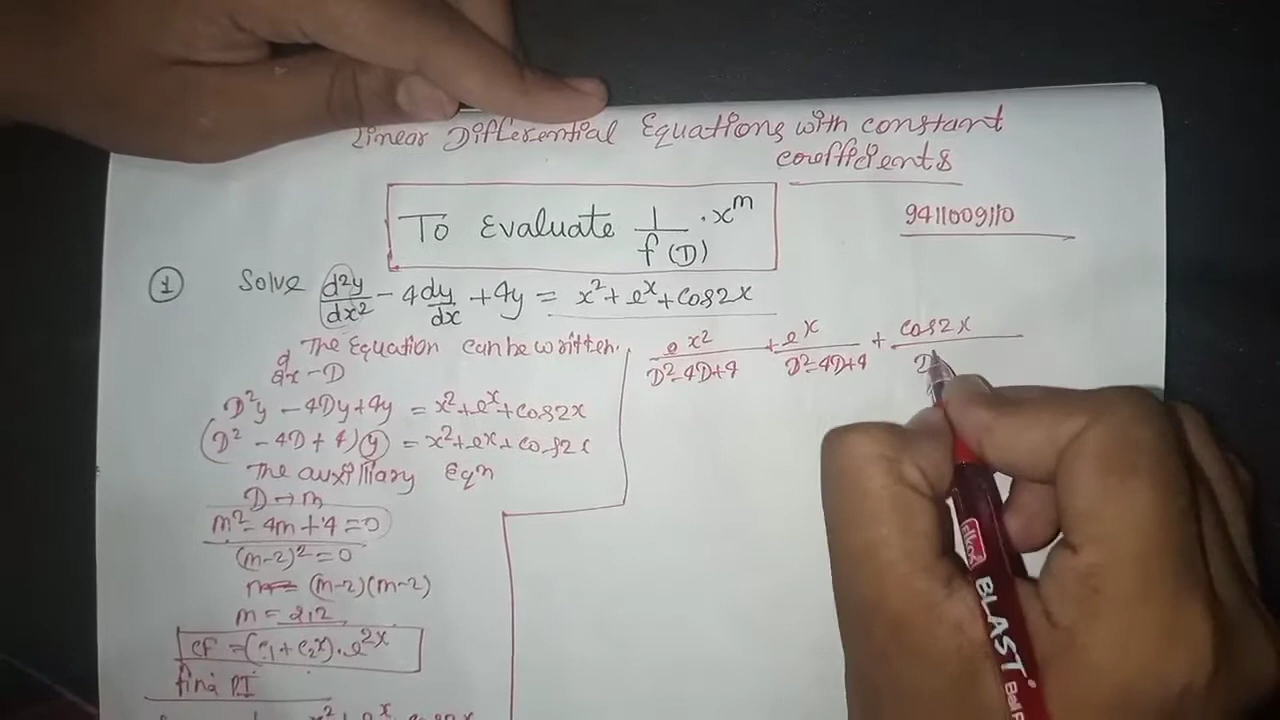 Linear Differential Equations with constant
coefficients
To Evaluate 1/f(D) · x^m
9411009110
① Solve d²y/dx² - 4dy/dx + 4y = x² + e^x + cos2x
The Equation can be written.
d/dx - D
D²y - 4Dy + 4y = x² + e^x + cos2x
(D² - 4D + 4) y = x² + e^x + cos2x
The auxiliary Eqn
D → m
m² - 4m + 4 = 0
(m-2)² = 0
(m-2)(m-2)
m = 2,2
CF = (c₁ + c₂x) · e^2x
find PI
x²/D²-4D+4 + e^x/D²-4D+4 + cos2x/D
elkos
BLAST